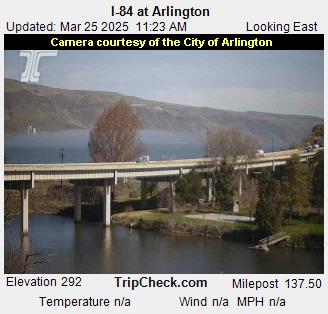 I-84 at Arlington
Updated: Mar 25 2025 11:23 AM Looking East
Camera courtesy of the City of Arlington
Elevation 292 TripCheck.com Milepost 137.50
Temperature n/a Wind n/a MPH n/a